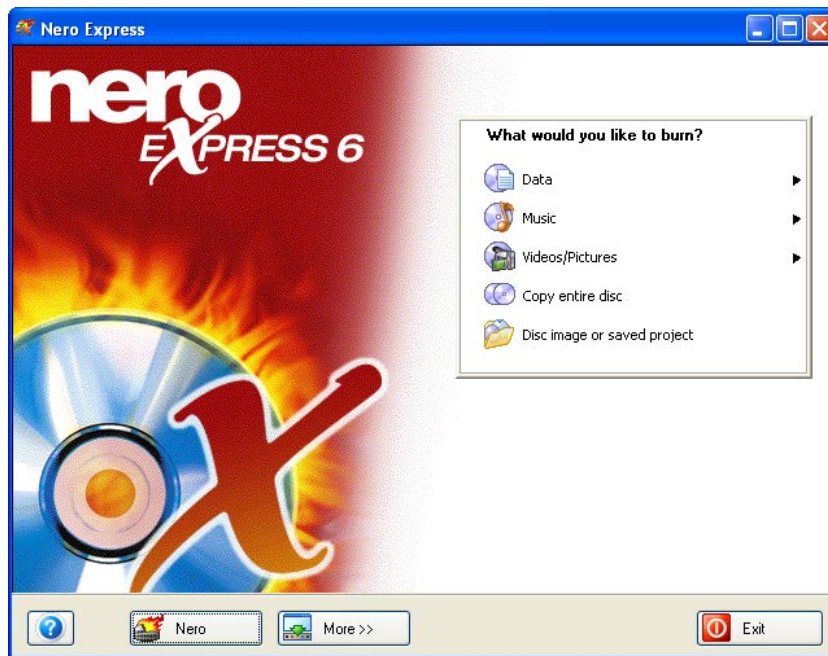 Nero Express
nero
EXPRESS 6
What would you like to burn?
Data
Music
Videos/Pictures
Copy entire disc
Disc image or saved project
?
Nero
More >>
Exit